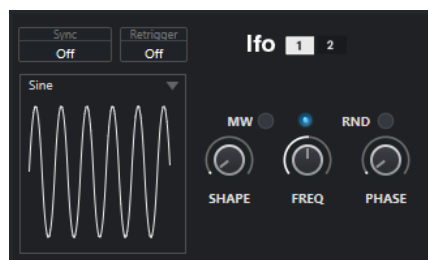 Sync Retrigger
Off Off
lfo 1 2
Sine
MW RND
SHAPE FREQ PHASE